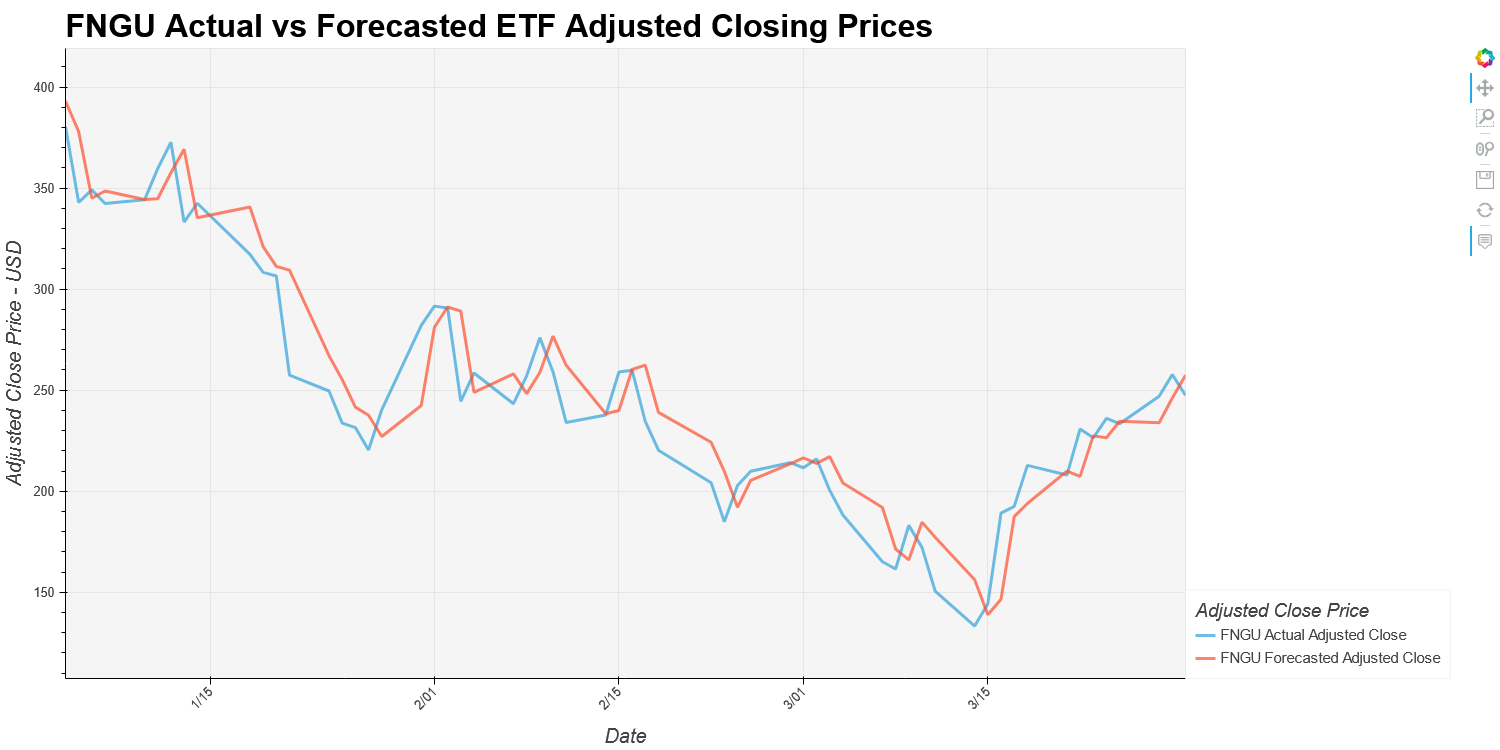 FNGU Actual vs Forecasted ETF Adjusted Closing Prices
400
350
300
250
200
150
Adjusted Close Price - USD
1/15
2/01
2/15
3/01
3/15
Date
Adjusted Close Price
FNGU Actual Adjusted Close
FNGU Forecasted Adjusted Close